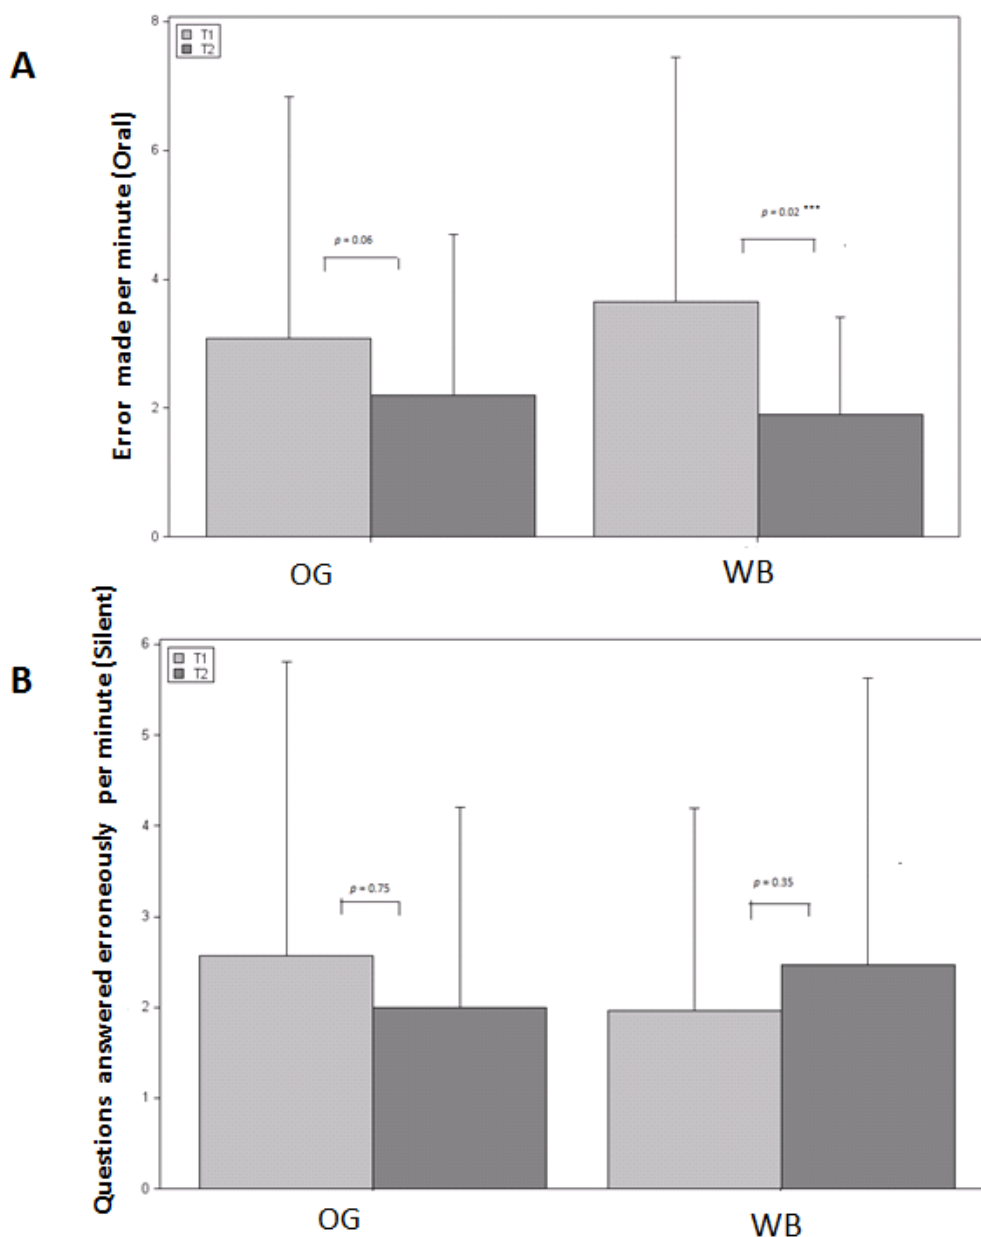 A
Error made per minute (Oral)
T1
T2
8
6
4
2
0
p = 0.06
p = 0.02 ***
OG
WB
B
Questions answered erroneously per minute (Silent)
T1
T2
6
5
4
3
2
1
0
p = 0.75
p = 0.35
OG
WB